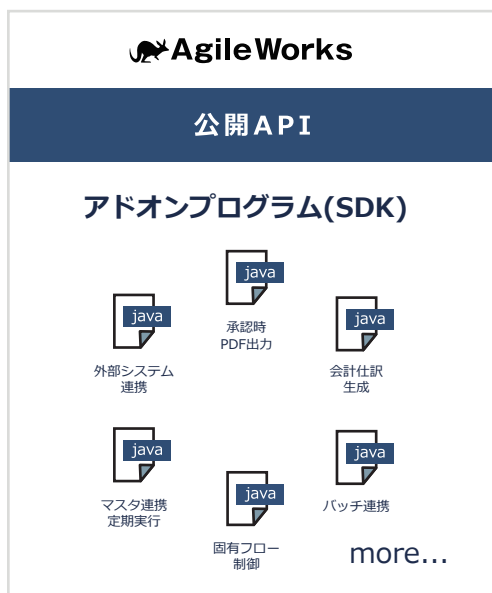 AgileWorks
公開API
アドオンプログラム(SDK)
java
承認時
PDF出力
java
外部システム
連携
java
会計仕訳
生成
java
マスタ連携
定期実行
java
固有フロー
制御
java
バッチ連携
more...